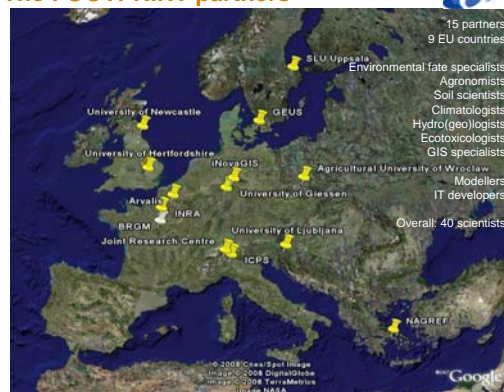 15 partners
9 EU countries
Environmental fate specialists
Agronomists
Soil scientists
Climatologists
Hydro(geo)logists
Ecotoxicologists
GIS specialists
Modellers
IT developers
Overall: 40 scientists
SLU Uppsala
University of Newcastle
GEUS
University of Hertfordshire
iNovaGIS
Agricultural University of Wroclaw
University of Giessen
Arvalis
INRA
BRGM
University of Ljubljana
Joint Research Centre
ICPS
NAGREF
© 2008 Cnes/Spot Image
Image © 2008 DigitalGlobe
Image © 2008 TerraMetrics
Image NASA
Google